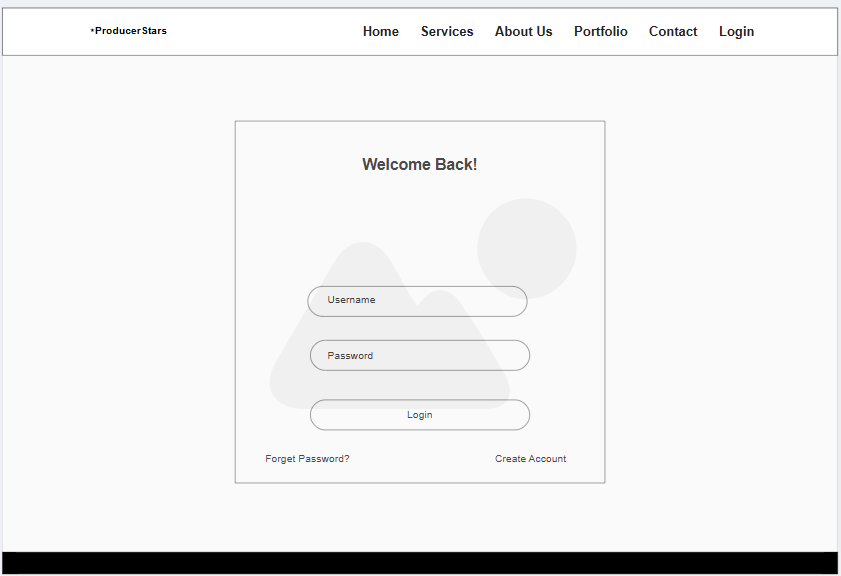 *ProducerStars
Home Services About Us Portfolio Contact Login
Welcome Back!
Username
Password
Login
Forget Password? Create Account